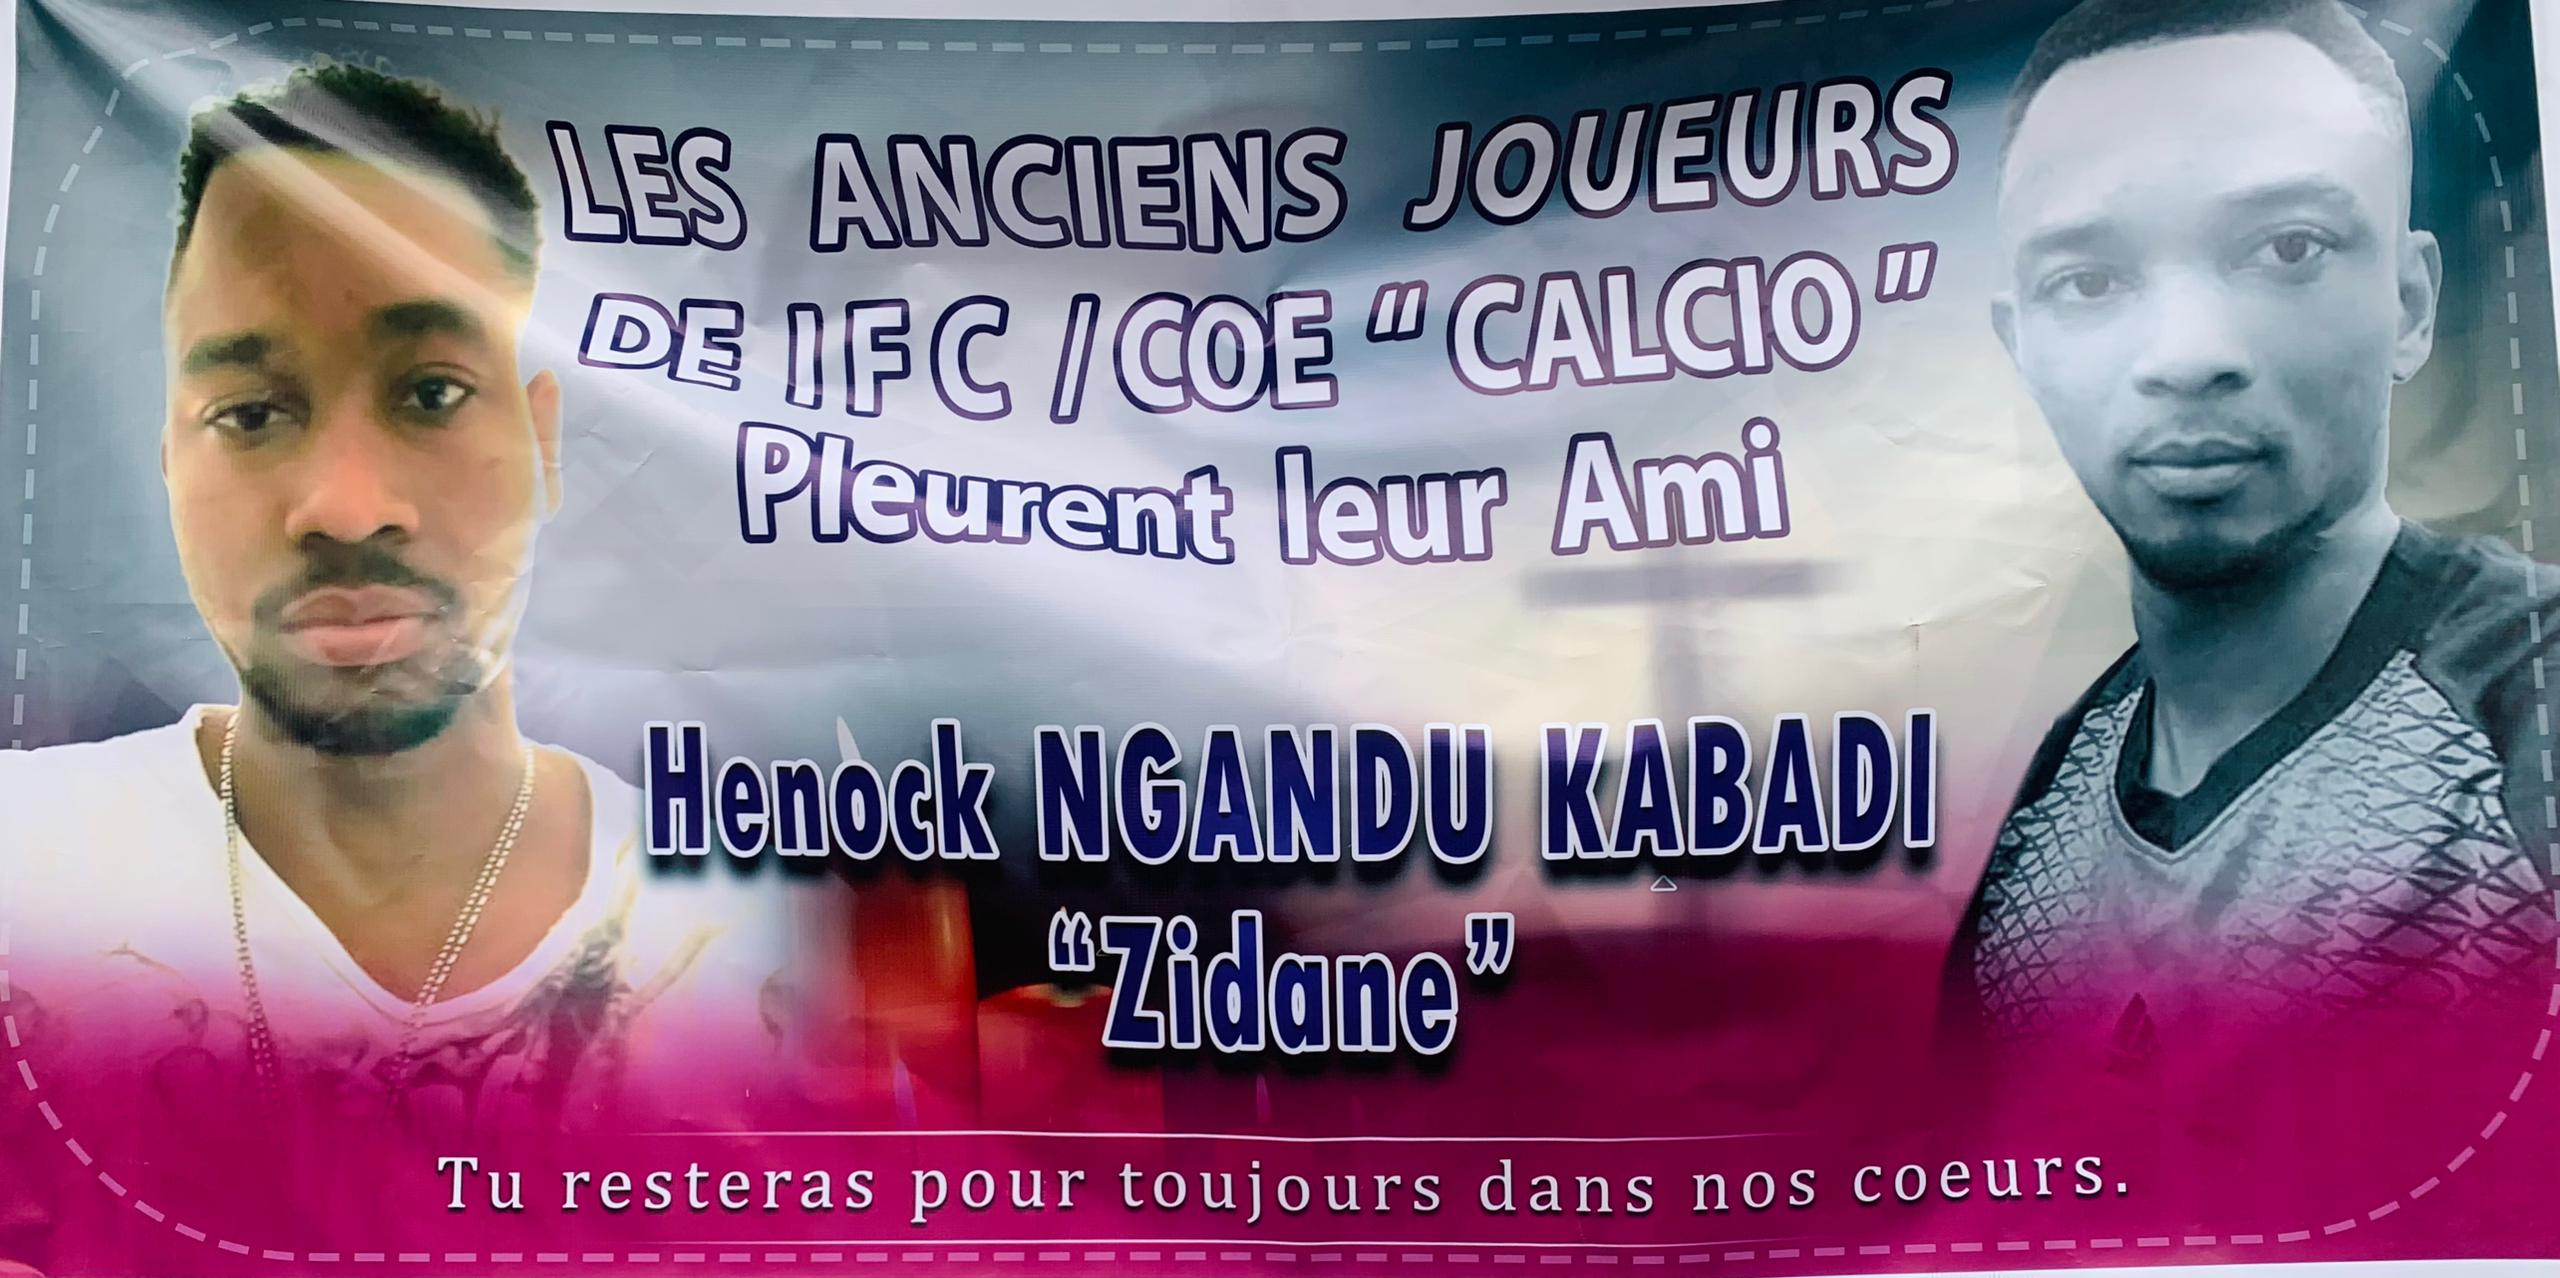 LES ANCIENS JOUEURS
DE IFC / COE "CALCIO"
Pleurent leur Ami
Henock NGANDU KABADI
“Zidane”
Tu resteras pour toujours dans nos coeurs.